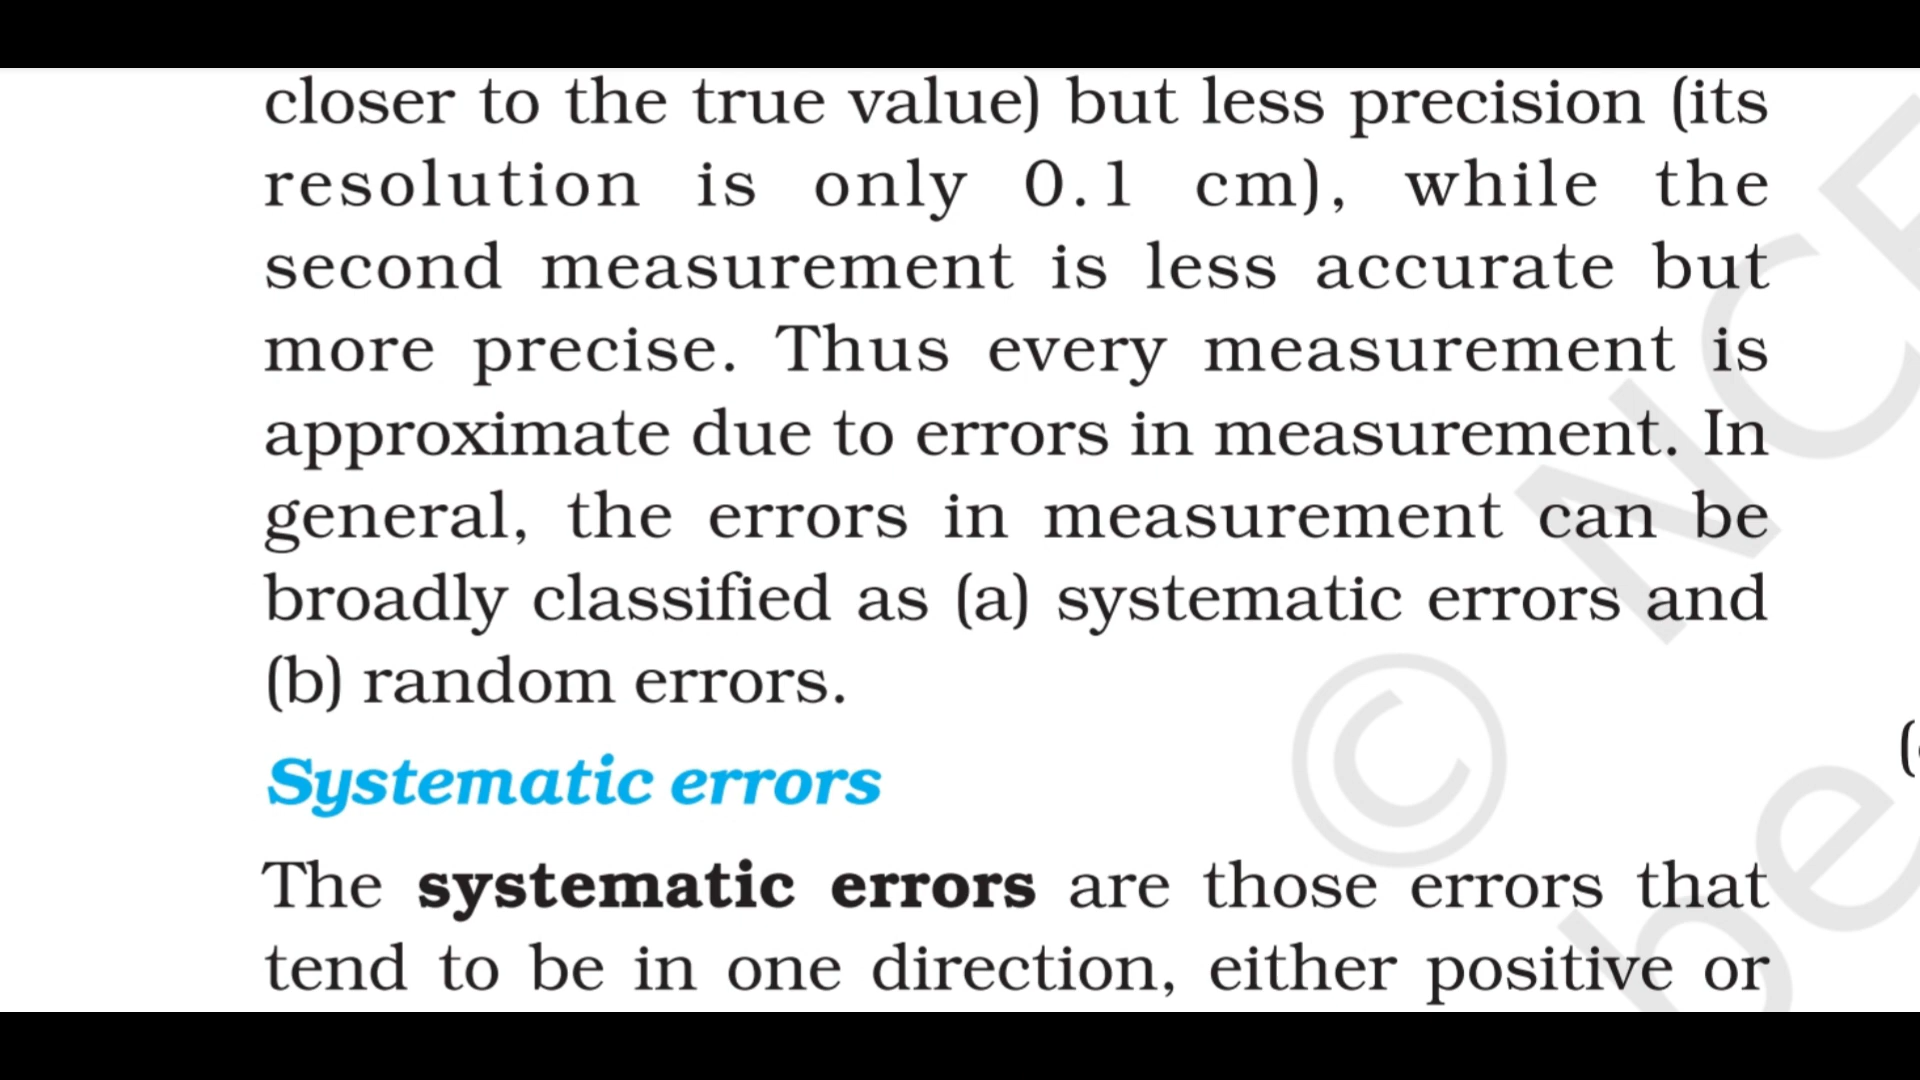 closer to the true value) but less precision (its
resolution is only 0.1 cm), while the
second measurement is less accurate but
more precise. Thus every measurement is
approximate due to errors in measurement. In
general, the errors in measurement can be
broadly classified as (a) systematic errors and
(b) random errors.
Systematic errors
The systematic errors are those errors that
tend to be in one direction, either positive or
© NCE
be
(